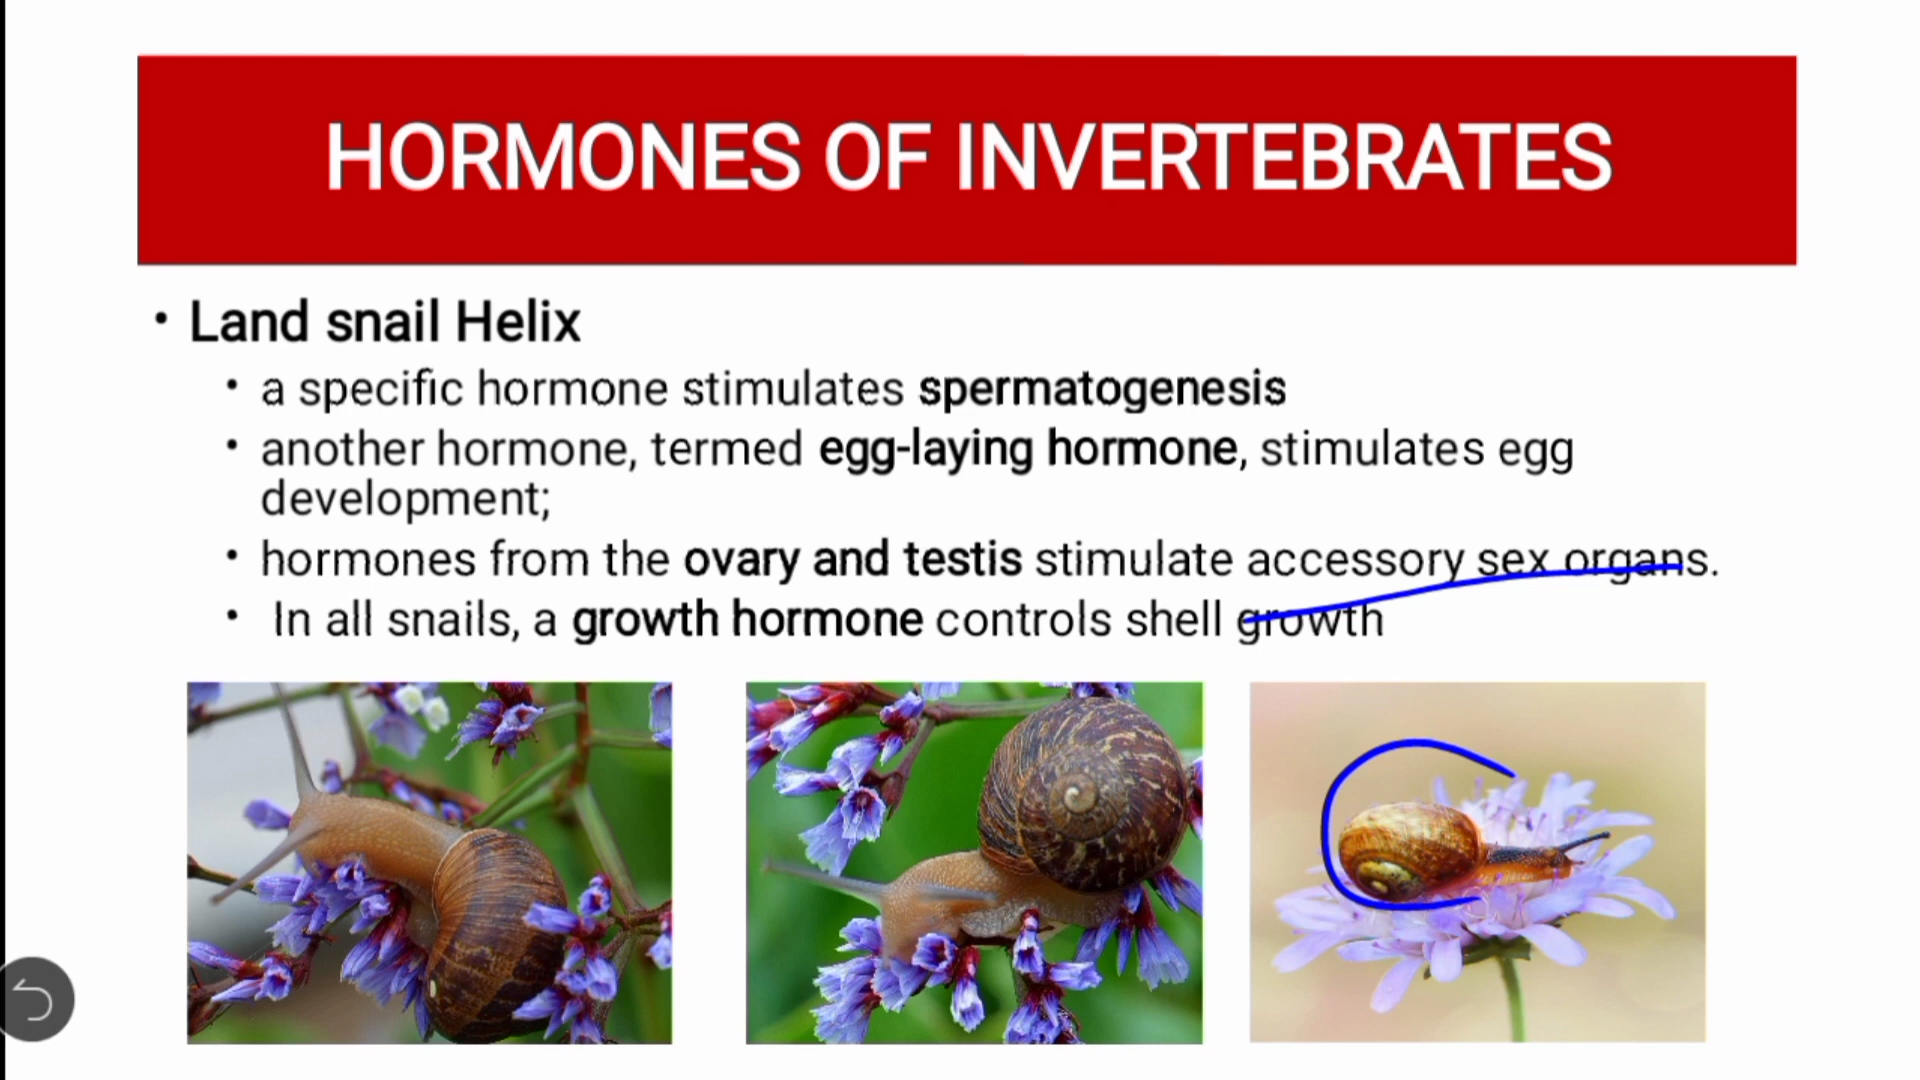 HORMONES OF INVERTEBRATES
• Land snail Helix
• a specific hormone stimulates spermatogenesis
• another hormone, termed egg-laying hormone, stimulates egg
development;
• hormones from the ovary and testis stimulate accessory sex organs.
• In all snails, a growth hormone controls shell growth